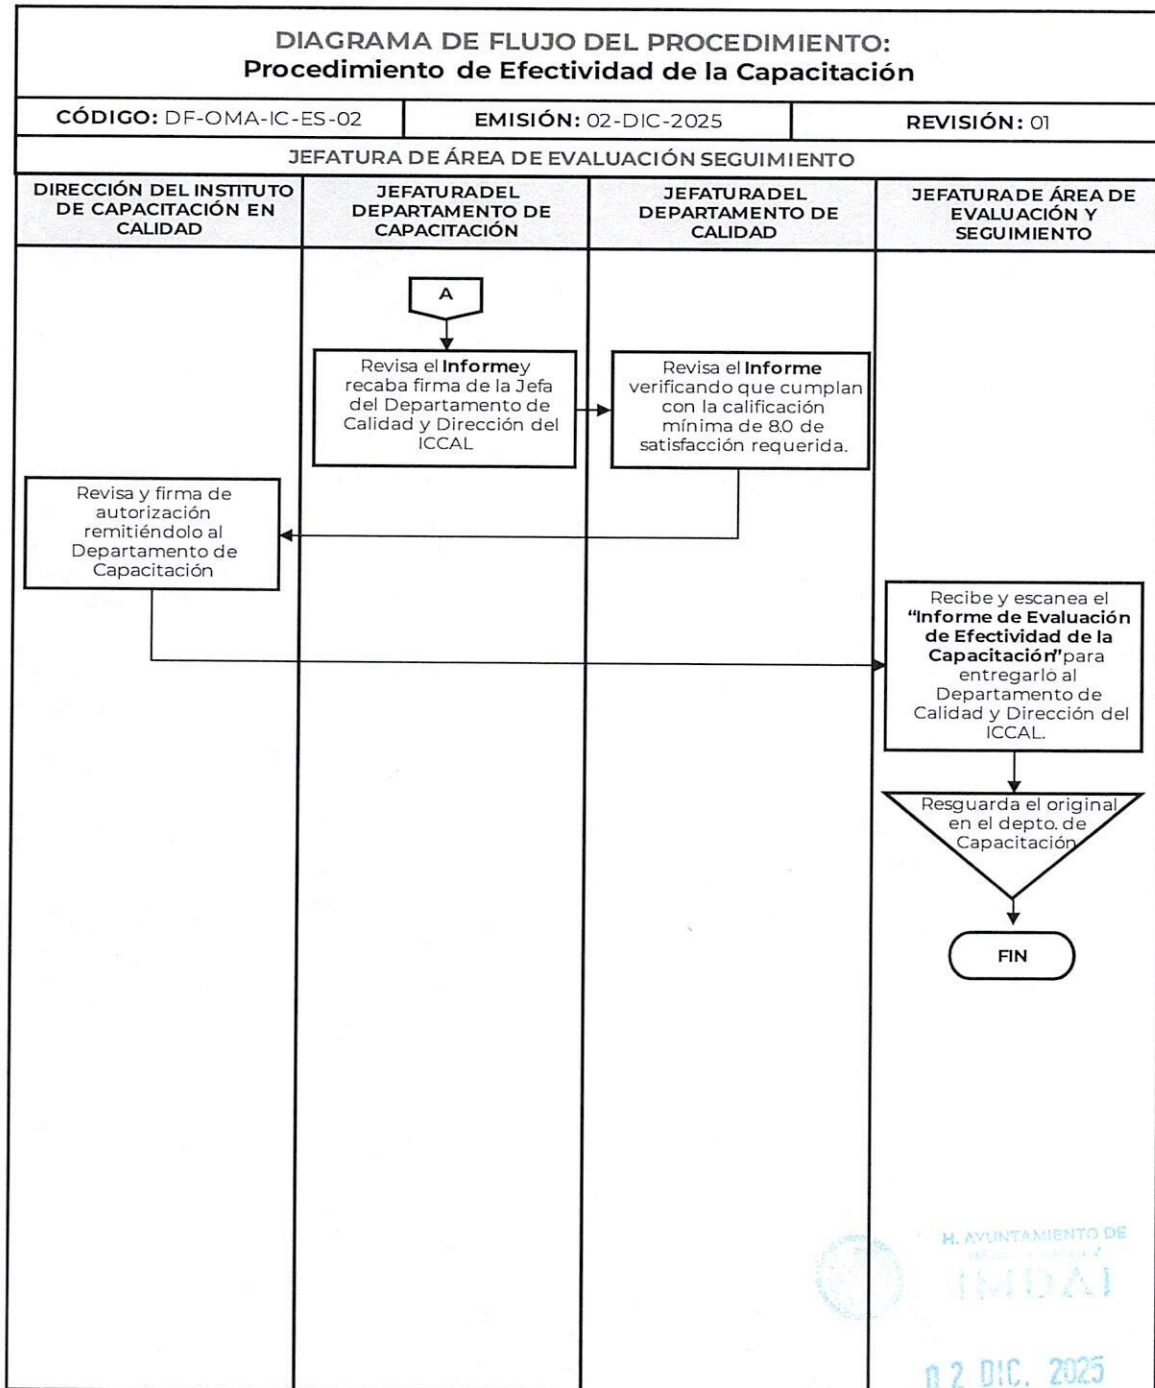 DIAGRAMA DE FLUJO DEL PROCEDIMIENTO:
Procedimiento de Efectividad de la Capacitación
CÓDIGO: DF-OMA-IC-ES-02
EMISIÓN: 02-DIC-2025
REVISIÓN: 01
JEFATURA DE ÁREA DE EVALUACIÓN SEGUIMIENTO
DIRECCIÓN DEL INSTITUTO
DE CAPACITACIÓN EN
CALIDAD
JEFATURADEL
DEPARTAMENTO DE
CAPACITACIÓN
JEFATURADEL
DEPARTAMENTO DE
CALIDAD
JEFATURADE ÁREA DE
EVALUACIÓN Y
SEGUIMIENTO
A
Revisa el Informey
recaba firma de la Jefa
del Departamento de
Calidad y Dirección del
ICCAL
Revisa el Informe
verificando que cumplan
con la calificación
mínima de 8.0 de
satisfacción requerida.
Revisa y firma de
autorización
remitiéndolo al
Departamento de
Capacitación
Recibe y escanea el
“Informe de Evaluación
de Efectividad de la
Capacitación”para
entregarlo al
Departamento de
Calidad y Dirección del
ICCAL.
Resguarda el original
en el depto. de
Capacitación
FIN
H. AYUNTAMIENTO DE
IMDAI
02 DIC. 2025